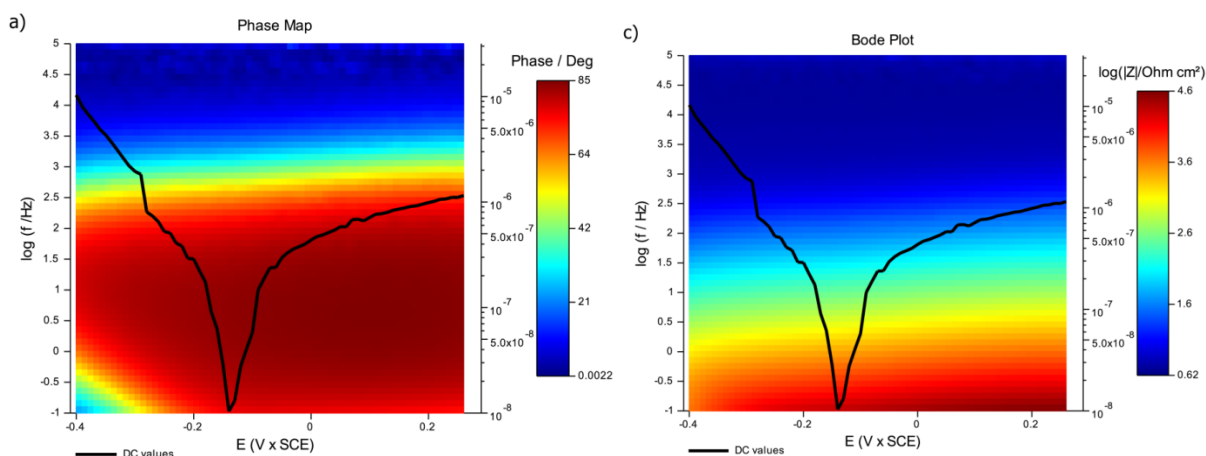 a)
Phase Map
log (f /Hz)
5
4.5
4
3.5
3
2.5
2
1.5
1
0.5
0
-0.5
-1
-0.4
-0.2
0
0.2
E (V x SCE)
DC values
10⁻⁵
5.0x10⁻⁶
10⁻⁶
5.0x10⁻⁷
10⁻⁷
5.0x10⁻⁸
10⁻⁸
Phase / Deg
85
64
42
21
0.0022
c)
Bode Plot
log (f / Hz)
5
4.5
4
3.5
3
2.5
2
1.5
1
0.5
0
-0.5
-1
-0.4
-0.2
0
0.2
E (V x SCE)
DC values
10⁻⁵
5.0x10⁻⁶
10⁻⁶
5.0x10⁻⁷
10⁻⁷
5.0x10⁻⁸
10⁻⁸
log(|Z|/Ohm cm²)
4.6
3.6
2.6
1.6
0.62